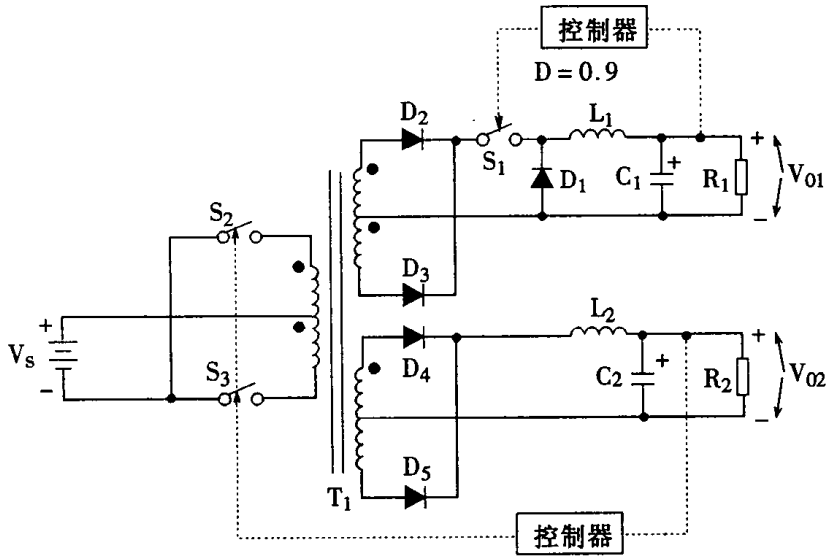 控制器
D = 0.9
D2
S1
L1
D1
C1
+
R1
+
V01
−
S2
D3
L2
+
VS
−
S3
D4
C2
+
R2
+
V02
−
D5
T1
控制器